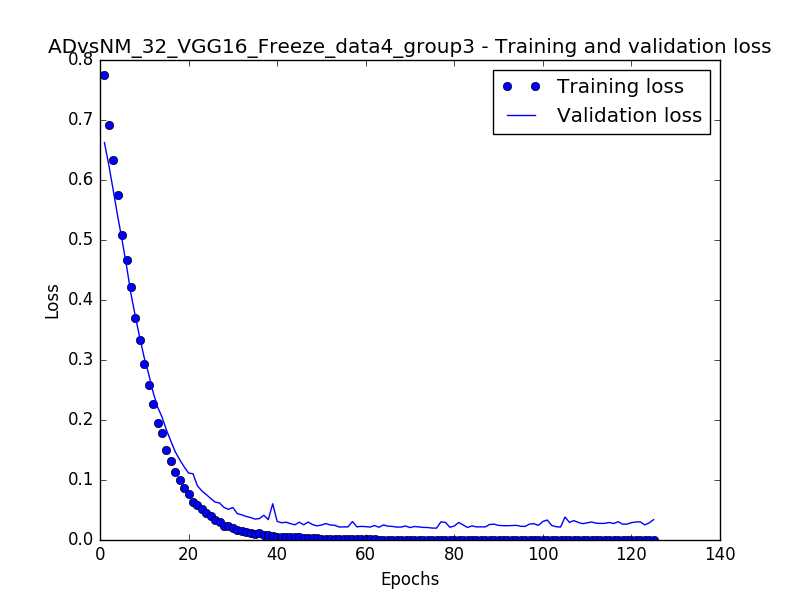 ADvsNM_32_VGG16_Freeze_data4_group3 - Training and validation loss
Training loss
Validation loss
0.8
0.7
0.6
0.5
0.4
0.3
0.2
0.1
0.0
Loss
0 20 40 60 80 100 120 140
Epochs